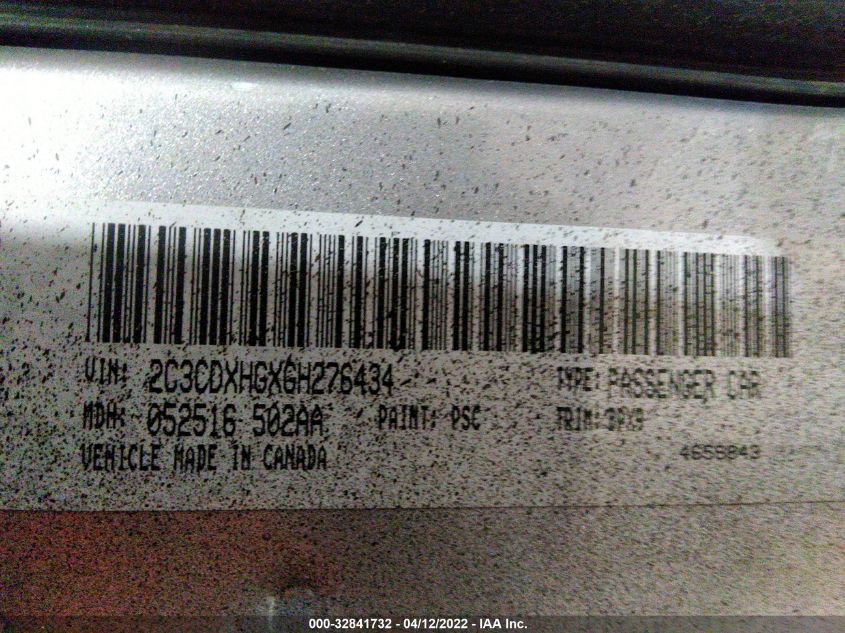 VIN: 2C3CDXHGXGH276434 TYPE: PASSENGER CAR
MDH: 052516 502AA PAINT: PSC TRIM:
VEHICLE MADE IN CANADA 4658843
000-32841732 - 04/12/2022 - IAA Inc.